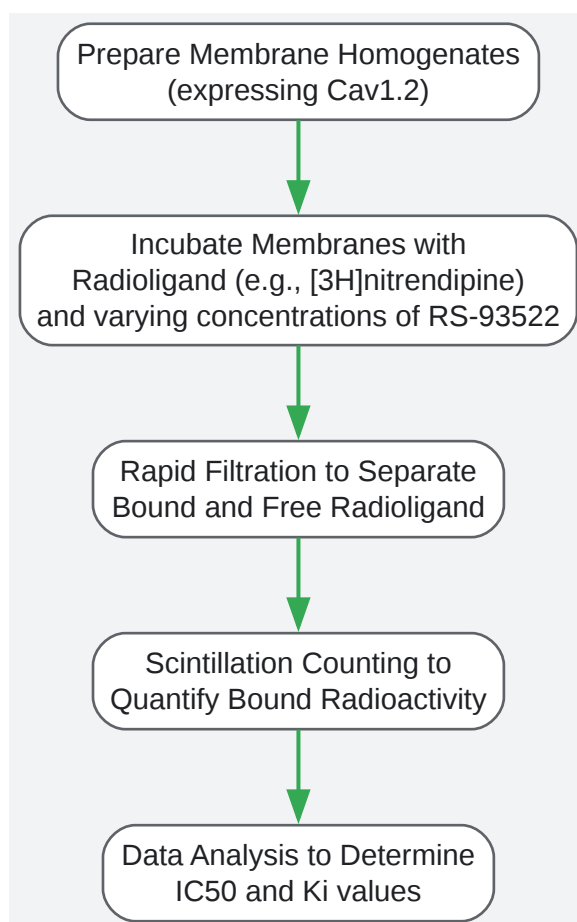 Prepare Membrane Homogenates
(expressing Cav1.2)
Incubate Membranes with
Radioligand (e.g., [3H]nitrendipine)
and varying concentrations of RS-93522
Rapid Filtration to Separate
Bound and Free Radioligand
Scintillation Counting to
Quantify Bound Radioactivity
Data Analysis to Determine
IC50 and Ki values